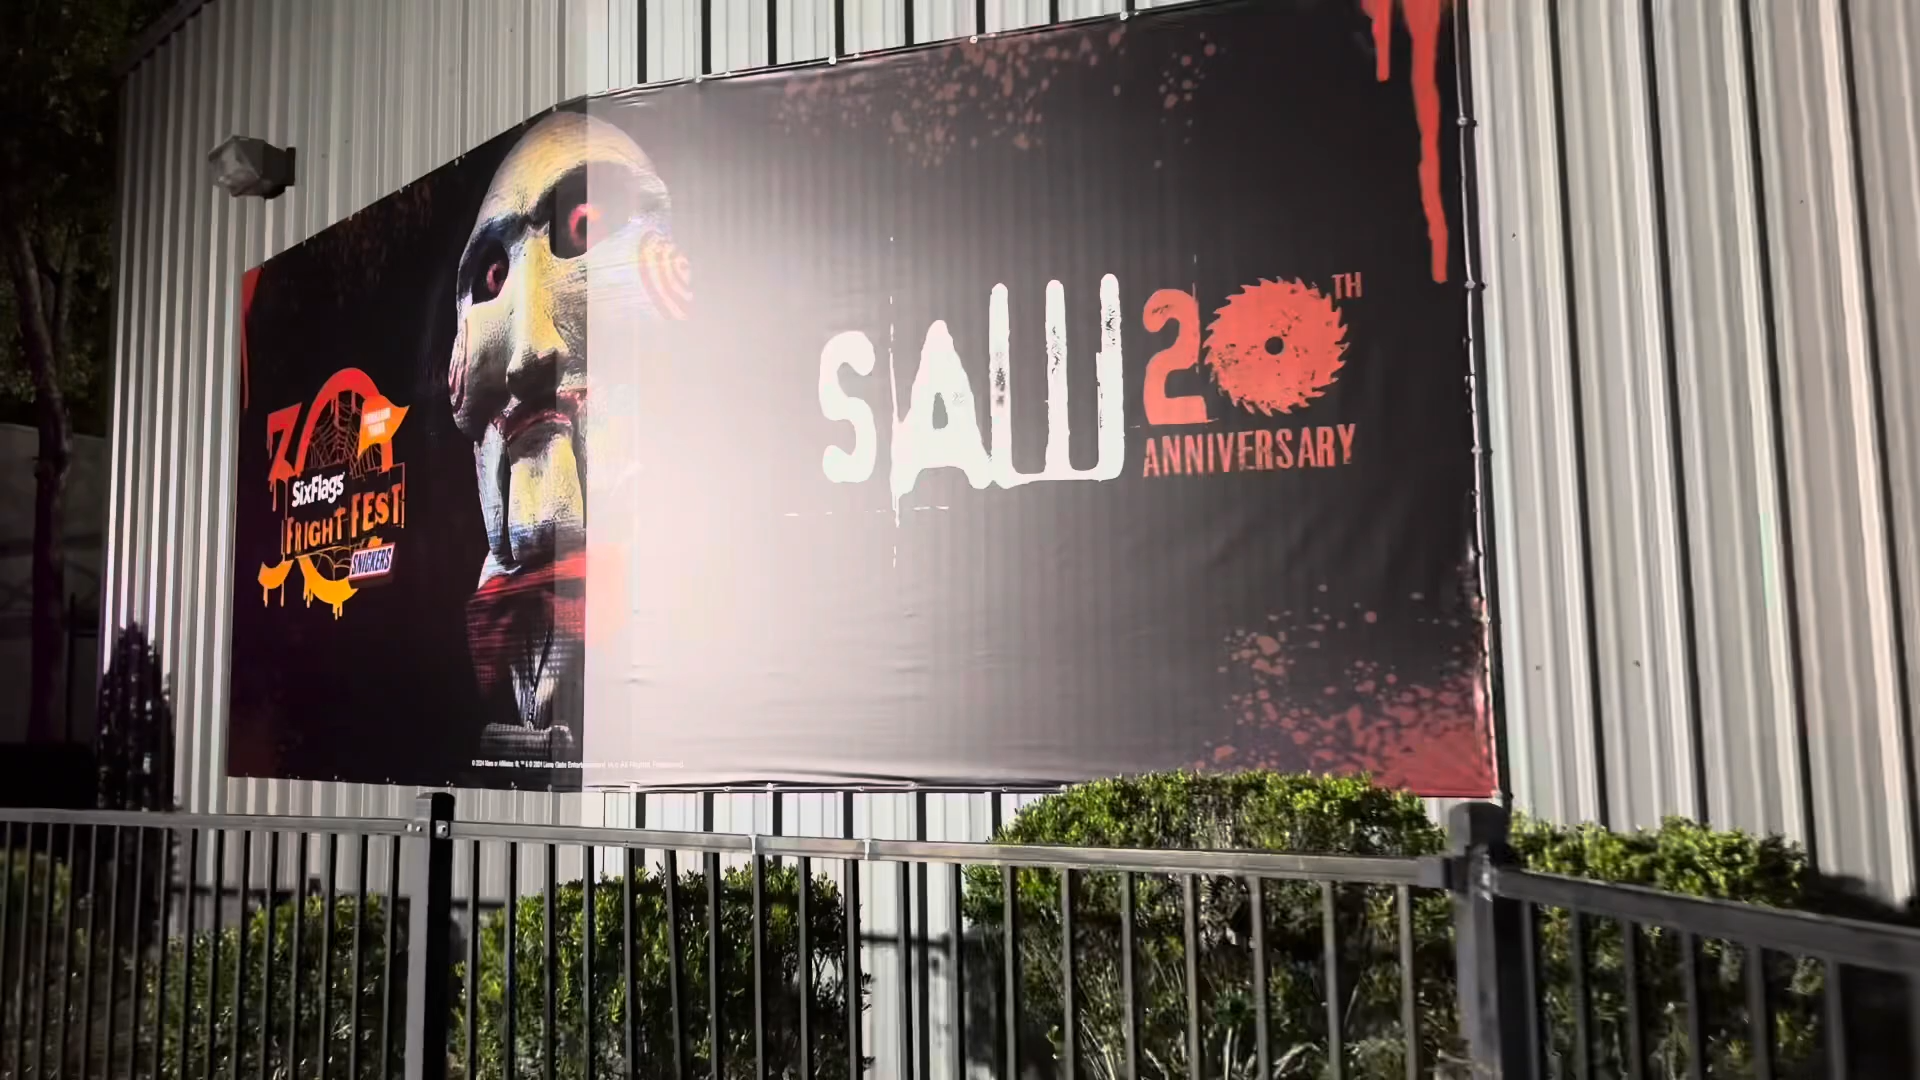 30
SixFlags
FRIGHT FEST
SNICKERS
SAW
20TH
ANNIVERSARY